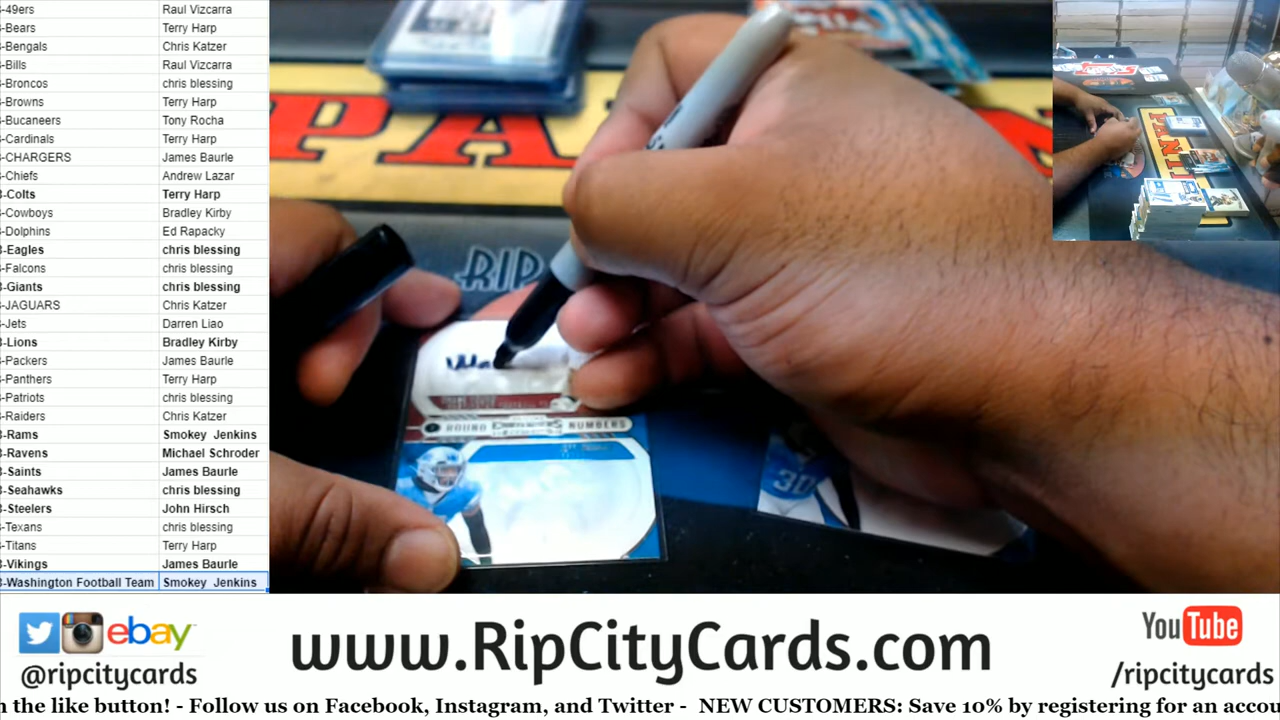 -49ers Raul Vizcarra
-Bears Terry Harp
-Bengals Chris Katzer
-Bills Raul Vizcarra
-Broncos chris blessing
-Browns Terry Harp
-Bucaneers Tony Rocha
-Cardinals Terry Harp
-CHARGERS James Baurle
-Chiefs Andrew Lazar
-Colts Terry Harp
-Cowboys Bradley Kirby
-Dolphins Ed Rapacky
-Eagles chris blessing
-Falcons chris blessing
-Giants chris blessing
-JAGUARS Chris Katzer
-Jets Darren Liao
-Lions Bradley Kirby
-Packers James Baurle
-Panthers Terry Harp
-Patriots chris blessing
-Raiders Chris Katzer
-Rams Smokey Jenkins
-Ravens Michael Schroder
-Saints James Baurle
-Seahawks chris blessing
-Steelers John Hirsch
-Texans chris blessing
-Titans Terry Harp
-Vikings James Baurle
-Washington Football Team Smokey Jenkins
PA
RIP
ROUND NUMBERS
30
PANINI
ebay
@ripcitycards
www.RipCityCards.com
YouTube
/ripcitycards
the like button! - Follow us on Facebook, Instagram, and Twitter - NEW CUSTOMERS: Save 10% by registering for an accou